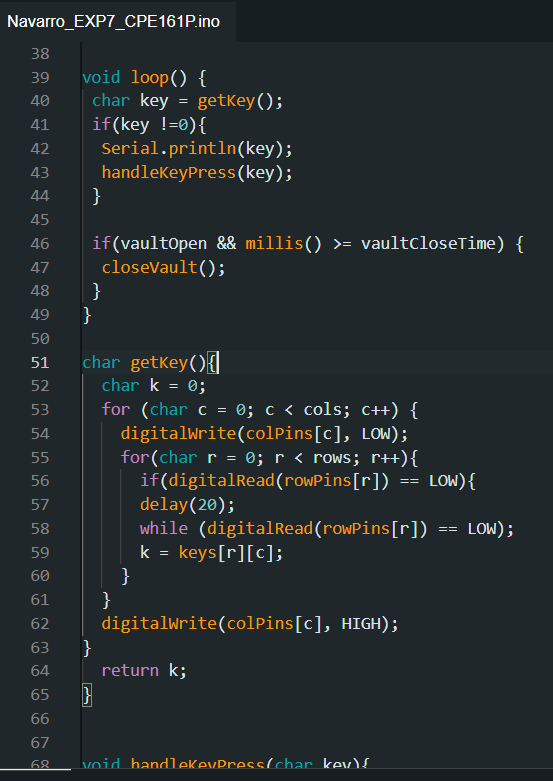 Navarro_EXP7_CPE161P.ino
38
39 void loop() {
40 char key = getKey();
41 if(key !=0){
42 Serial.println(key);
43 handleKeyPress(key);
44 }
45
46 if(vaultOpen && millis() >= vaultCloseTime) {
47 closeVault();
48 }
49 }
50
51 char getKey(){
52 char k = 0;
53 for (char c = 0; c < cols; c++) {
54 digitalWrite(colPins[c], LOW);
55 for(char r = 0; r < rows; r++){
56 if(digitalRead(rowPins[r]) == LOW){
57 delay(20);
58 while (digitalRead(rowPins[r]) == LOW);
59 k = keys[r][c];
60 }
61 }
62 digitalWrite(colPins[c], HIGH);
63 }
64 return k;
65 }
66
67
68 void handleKeyPress(char key){